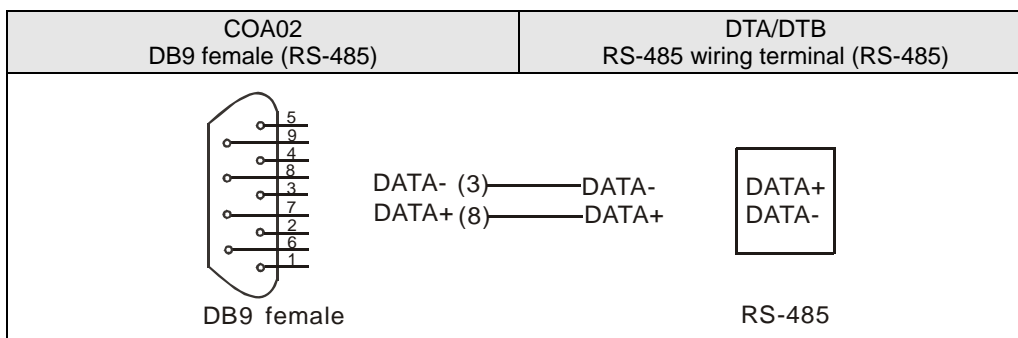 COA02
DB9 female (RS-485)
DTA/DTB
RS-485 wiring terminal (RS-485)
5
9
4
8
3
7
2
6
1
DATA- (3) DATA-
DATA+ (8) DATA+
DATA+
DATA-
DB9 female
RS-485